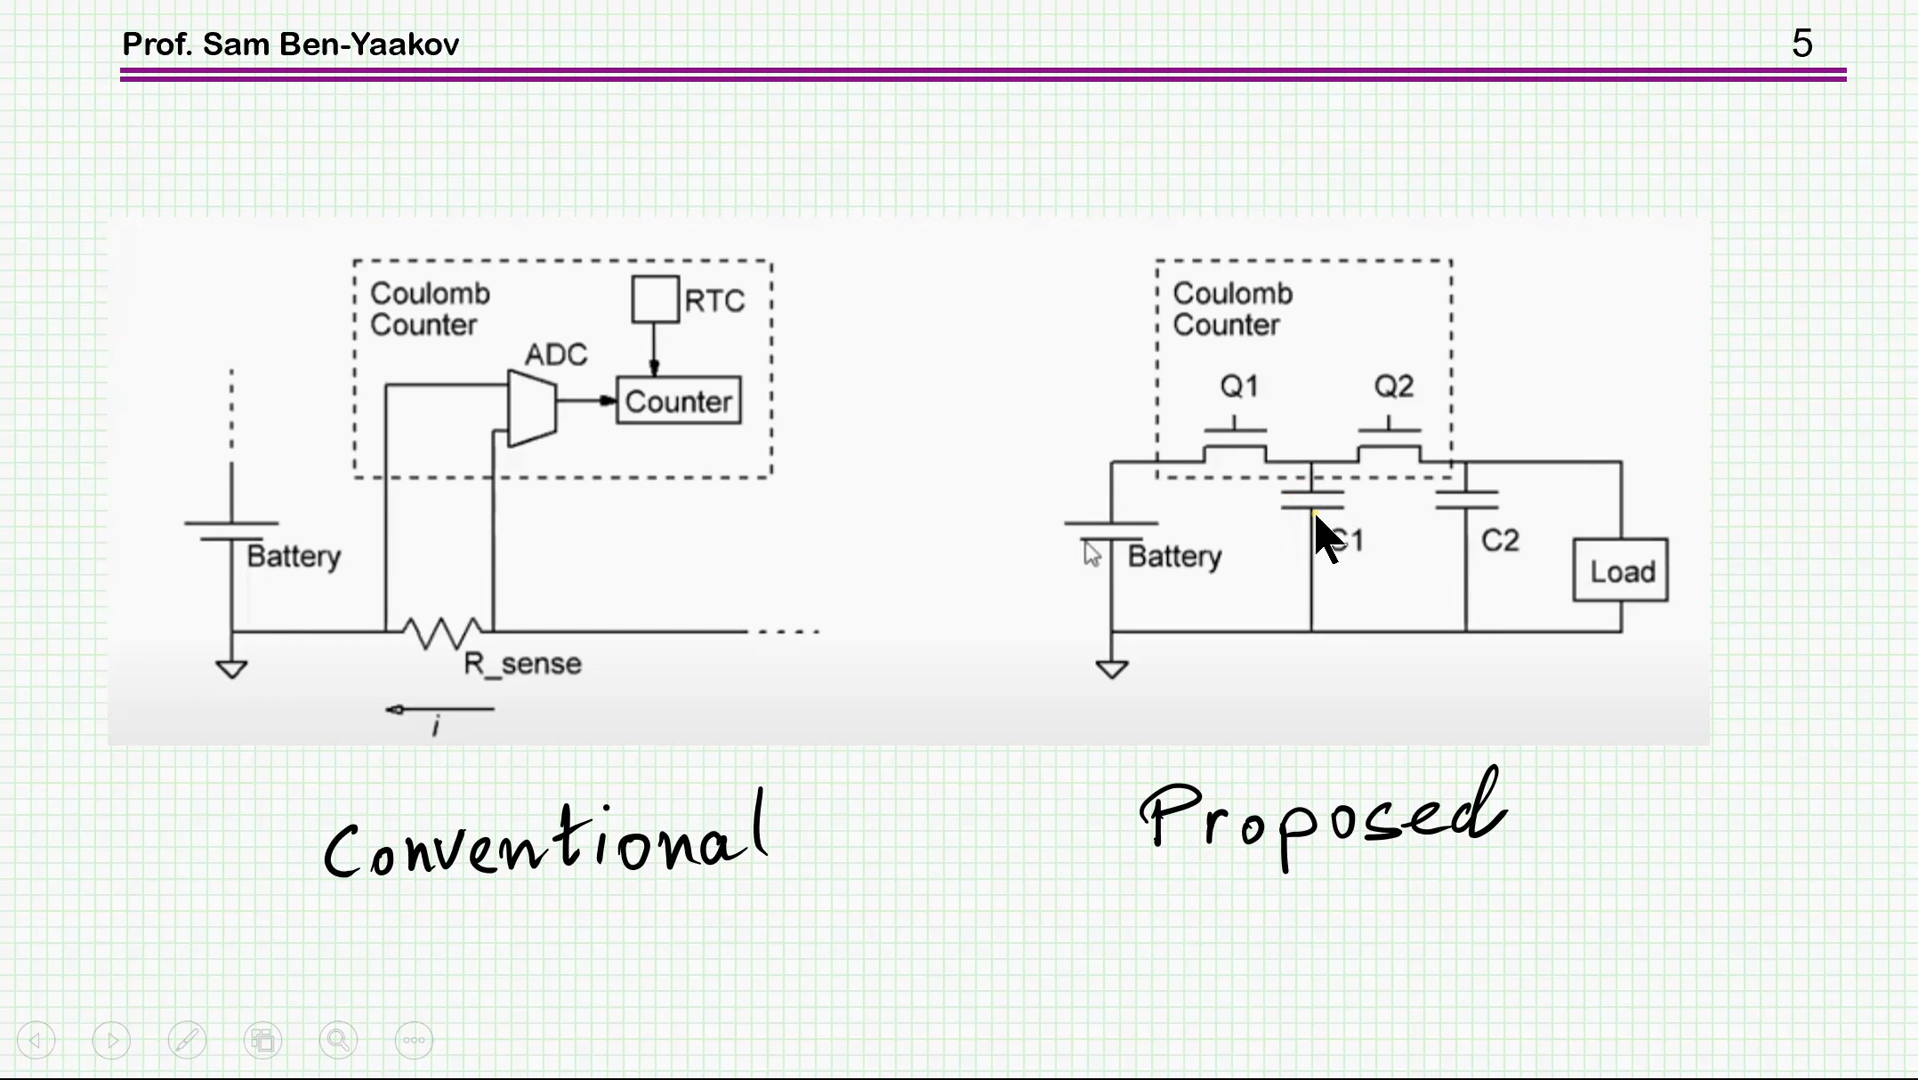 Prof. Sam Ben-Yaakov
5
Coulomb
Counter
RTC
ADC
Counter
Battery
R_sense
i
Conventional
Coulomb
Counter
Q1
Q2
Battery
C1
C2
Load
Proposed